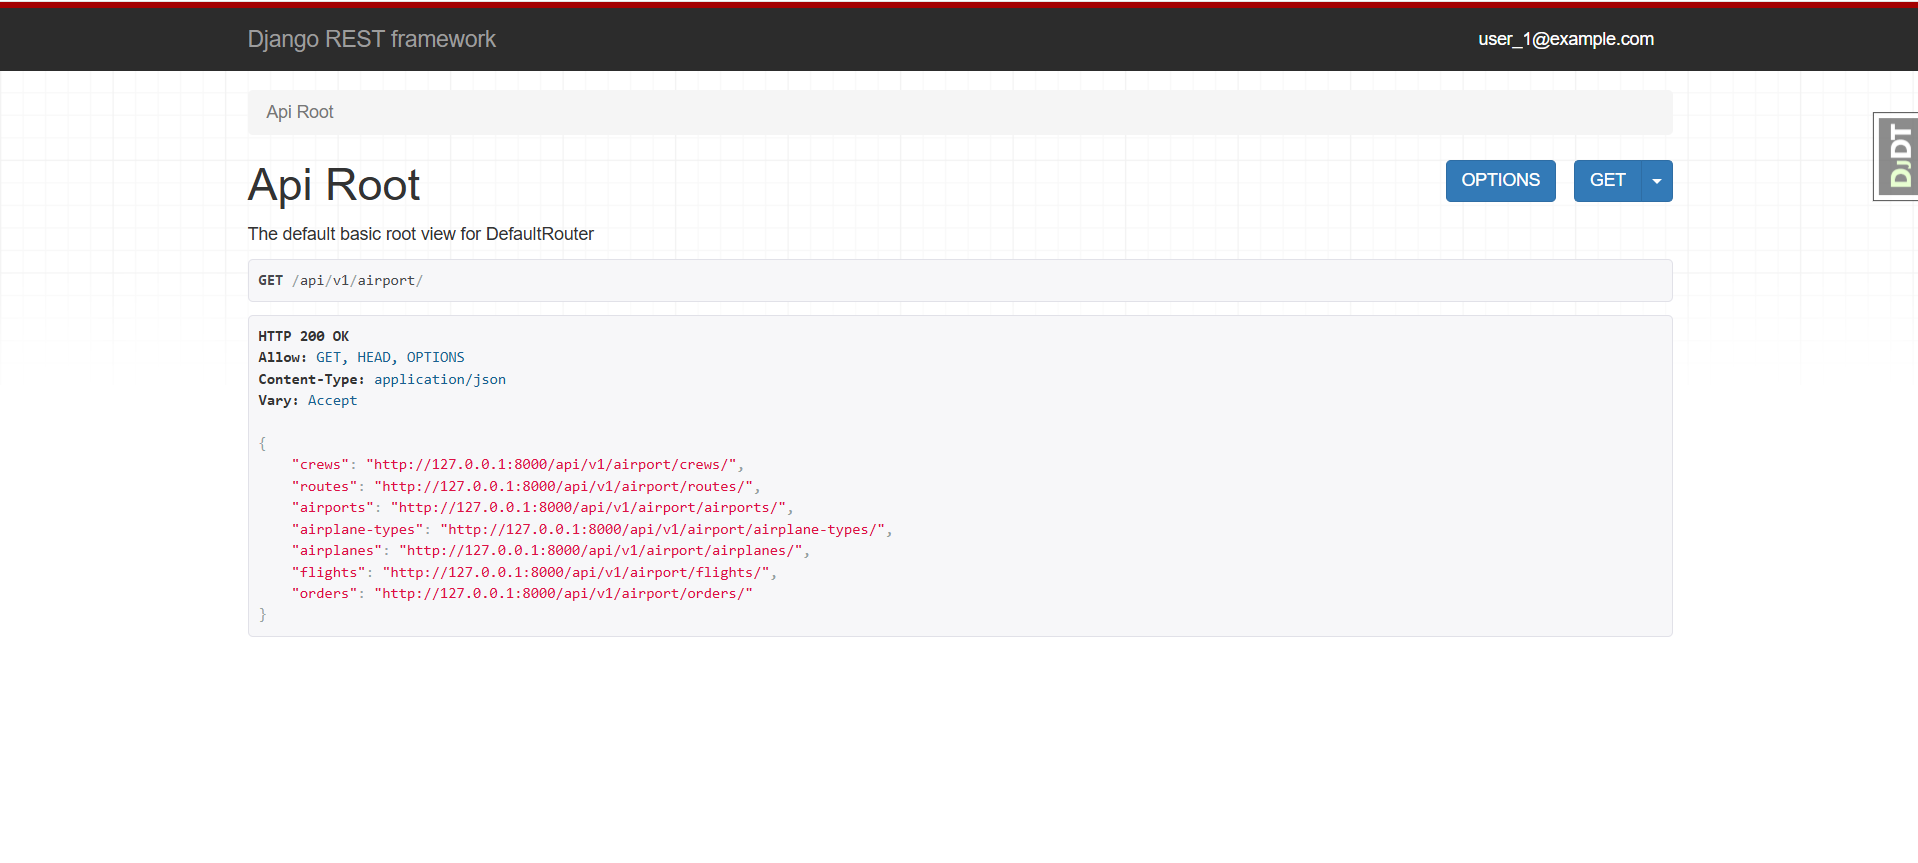 Django REST framework
user_1@example.com
Api Root
Api Root
OPTIONS
GET
DJDT
The default basic root view for DefaultRouter
GET /api/v1/airport/
HTTP 200 OK
Allow: GET, HEAD, OPTIONS
Content-Type: application/json
Vary: Accept
{
    "crews": "http://127.0.0.1:8000/api/v1/airport/crews/",
    "routes": "http://127.0.0.1:8000/api/v1/airport/routes/",
    "airports": "http://127.0.0.1:8000/api/v1/airport/airports/",
    "airplane-types": "http://127.0.0.1:8000/api/v1/airport/airplane-types/",
    "airplanes": "http://127.0.0.1:8000/api/v1/airport/airplanes/",
    "flights": "http://127.0.0.1:8000/api/v1/airport/flights/",
    "orders": "http://127.0.0.1:8000/api/v1/airport/orders/"
}